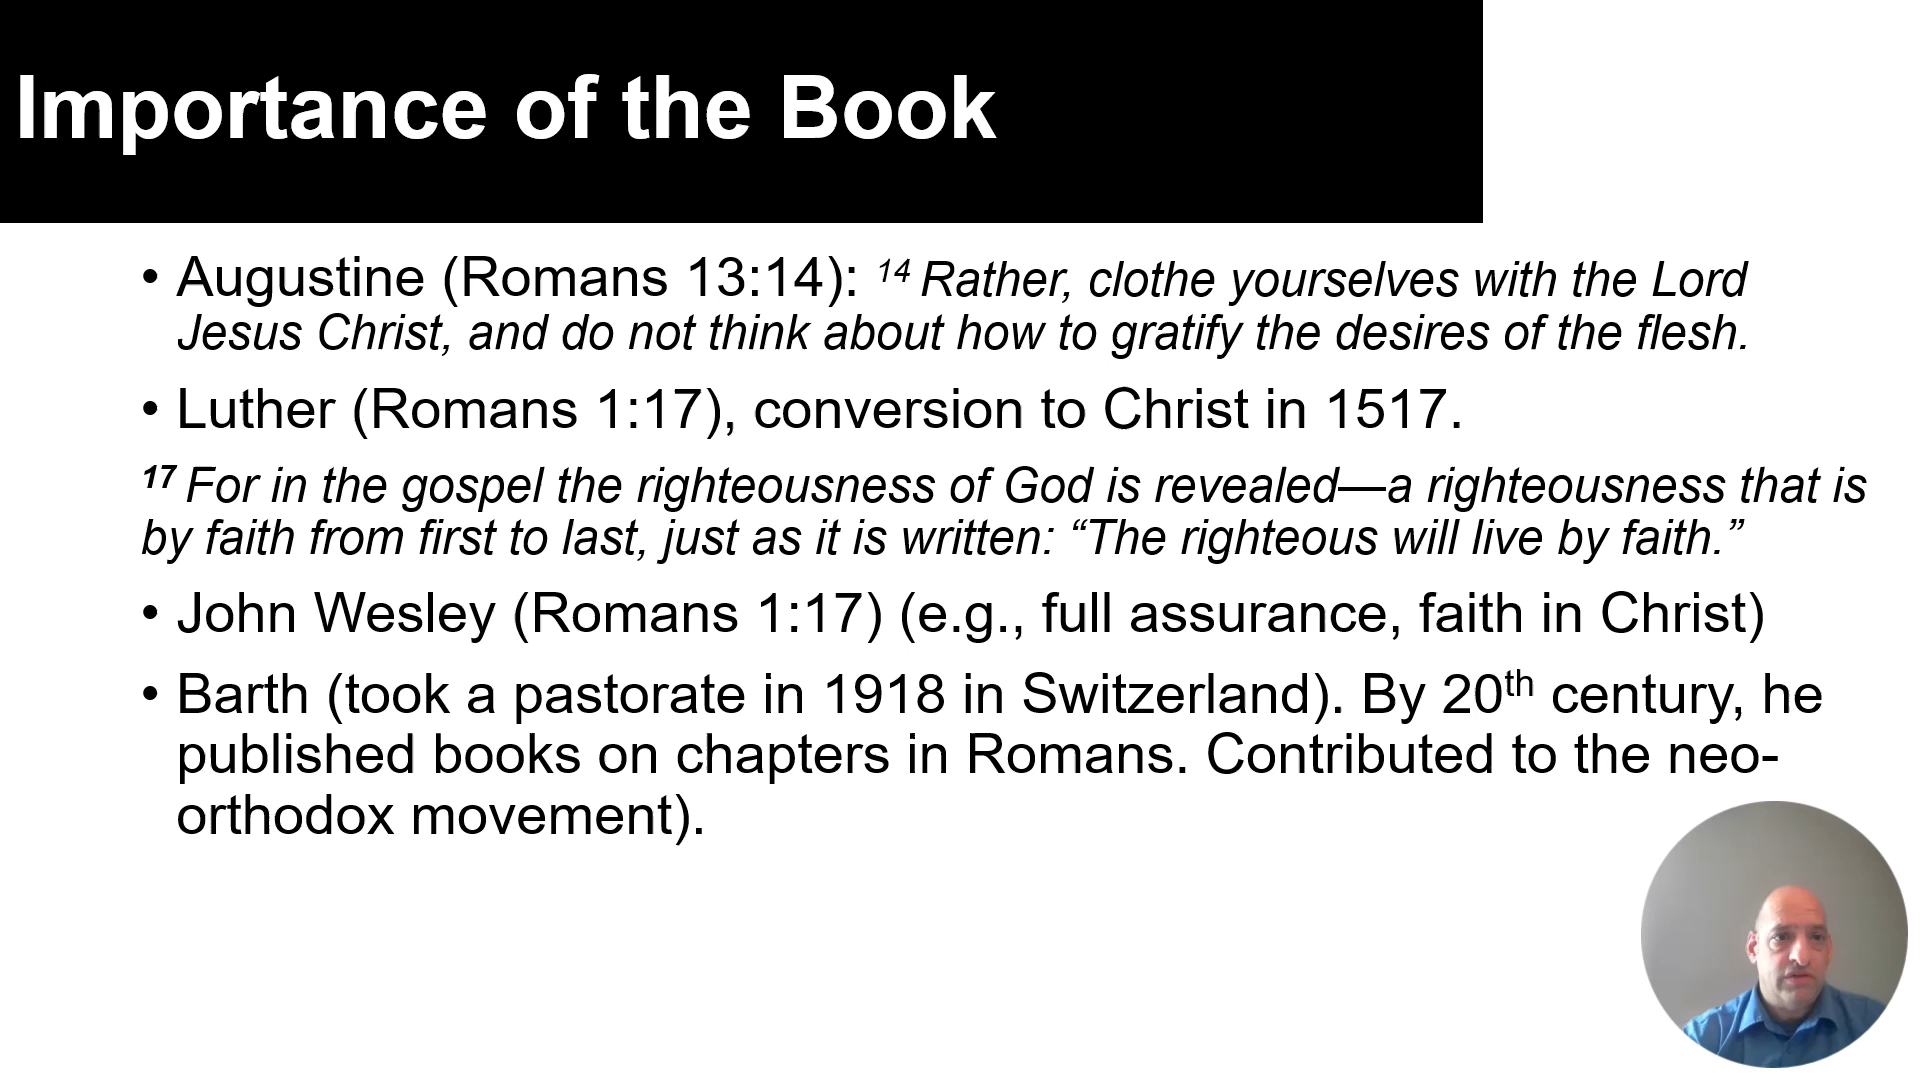 Importance of the Book
• Augustine (Romans 13:14): 14 Rather, clothe yourselves with the Lord
Jesus Christ, and do not think about how to gratify the desires of the flesh.
• Luther (Romans 1:17), conversion to Christ in 1517.
17 For in the gospel the righteousness of God is revealed—a righteousness that is
by faith from first to last, just as it is written: “The righteous will live by faith.”
• John Wesley (Romans 1:17) (e.g., full assurance, faith in Christ)
• Barth (took a pastorate in 1918 in Switzerland). By 20th century, he
published books on chapters in Romans. Contributed to the neo-
orthodox movement).